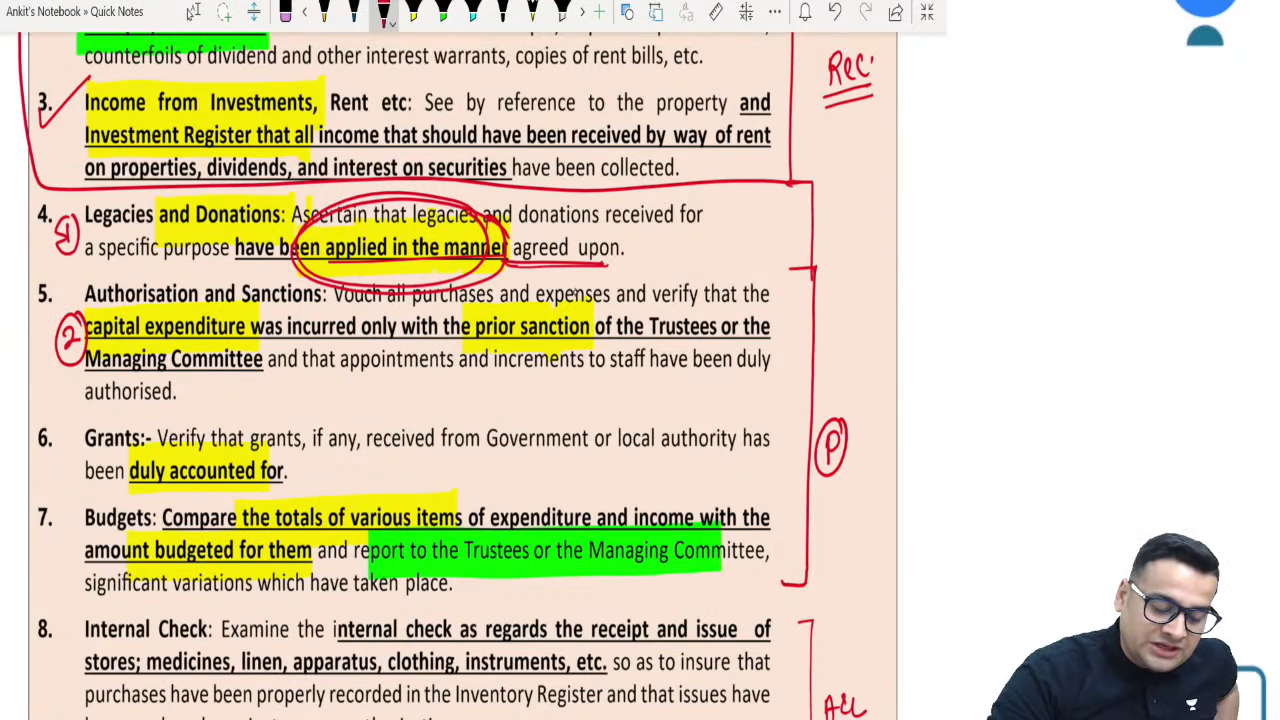 Ankit's Notebook » Quick Notes
counterfoils of dividend and other interest warrants, copies of rent bills, etc.
REC:
3. Income from Investments, Rent etc: See by reference to the property and
Investment Register that all income that should have been received by way of rent
on properties, dividends, and interest on securities have been collected.
4. Legacies and Donations: Ascertain that legacies and donations received for
1
a specific purpose have been applied in the manner agreed upon.
5. Authorisation and Sanctions: Vouch all purchases and expenses and verify that the
2
capital expenditure was incurred only with the prior sanction of the Trustees or the
Managing Committee and that appointments and increments to staff have been duly
authorised.
6. Grants:- Verify that grants, if any, received from Government or local authority has
P
been duly accounted for.
7. Budgets: Compare the totals of various items of expenditure and income with the
amount budgeted for them and report to the Trustees or the Managing Committee,
significant variations which have taken place.
8. Internal Check: Examine the internal check as regards the receipt and issue of
stores; medicines, linen, apparatus, clothing, instruments, etc. so as to insure that
purchases have been properly recorded in the Inventory Register and that issues have